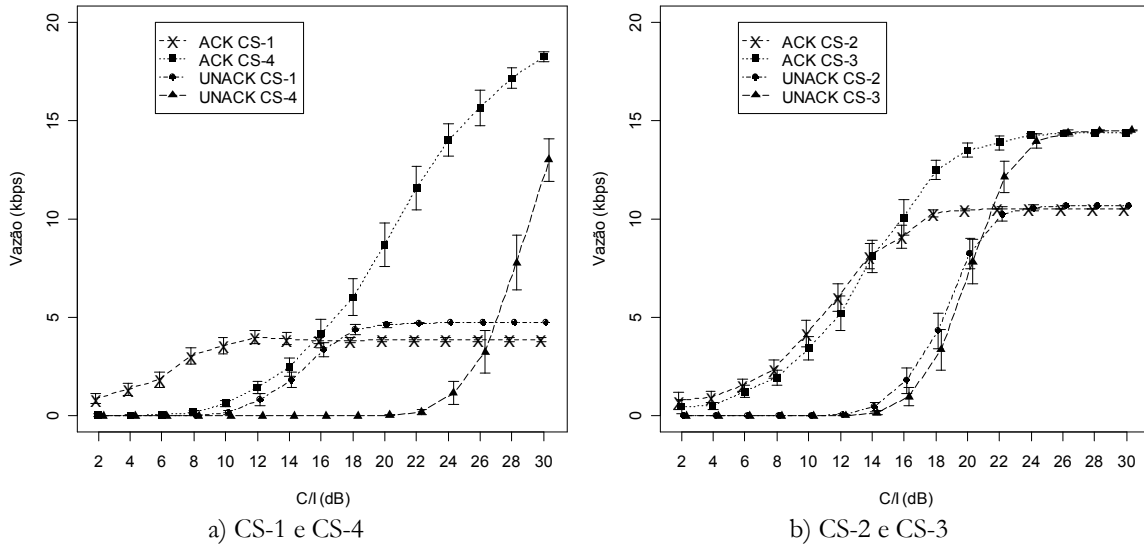 ACK CS-1
ACK CS-4
UNACK CS-1
UNACK CS-4
Vazão (kbps)
20
15
10
5
0
2 4 6 8 10 12 14 16 18 20 22 24 26 28 30
C/I (dB)
a) CS-1 e CS-4
ACK CS-2
ACK CS-3
UNACK CS-2
UNACK CS-3
Vazão (kbps)
20
15
10
5
0
2 4 6 8 10 12 14 16 18 20 22 24 26 28 30
C/I (dB)
b) CS-2 e CS-3